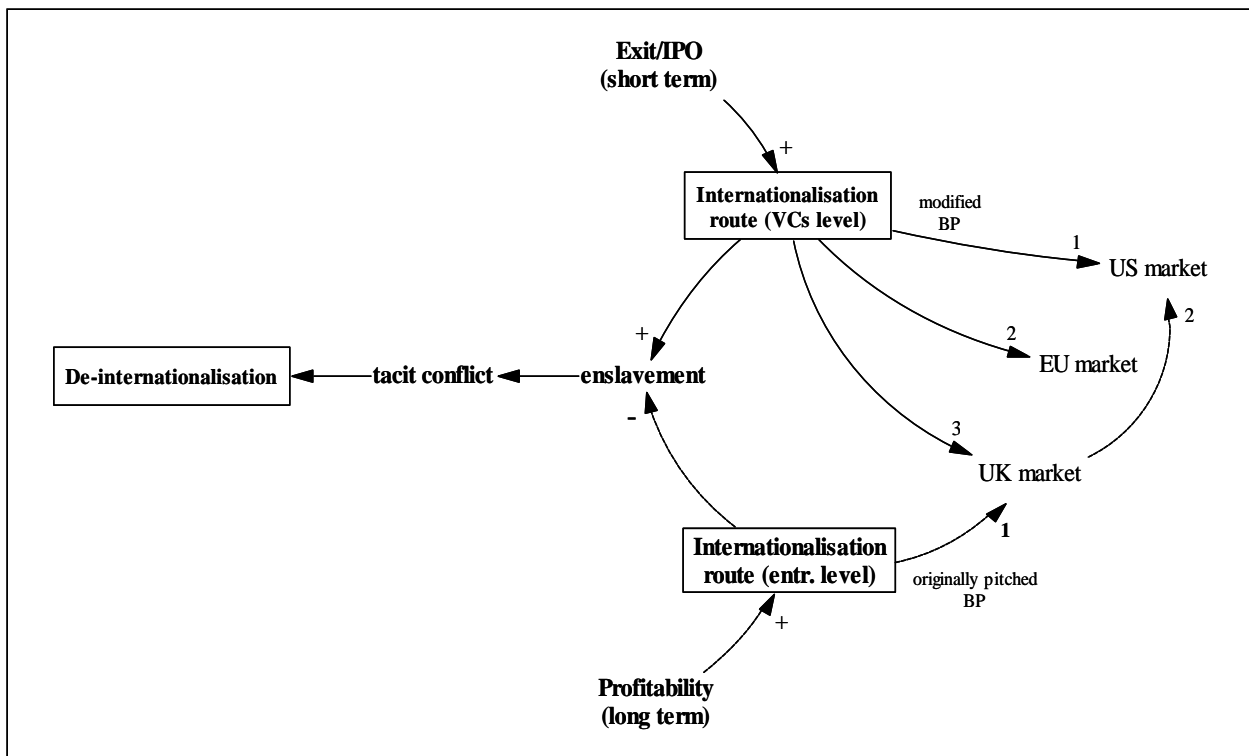 Exit/IPO
(short term)
+
Internationalisation
route (VCs level)
modified
BP
1
US market
2
+
2
EU market
De-internationalisation
tacit conflict
enslavement
-
3
UK market
1
Internationalisation
route (entr. level)
originally pitched
BP
+
Profitability
(long term)